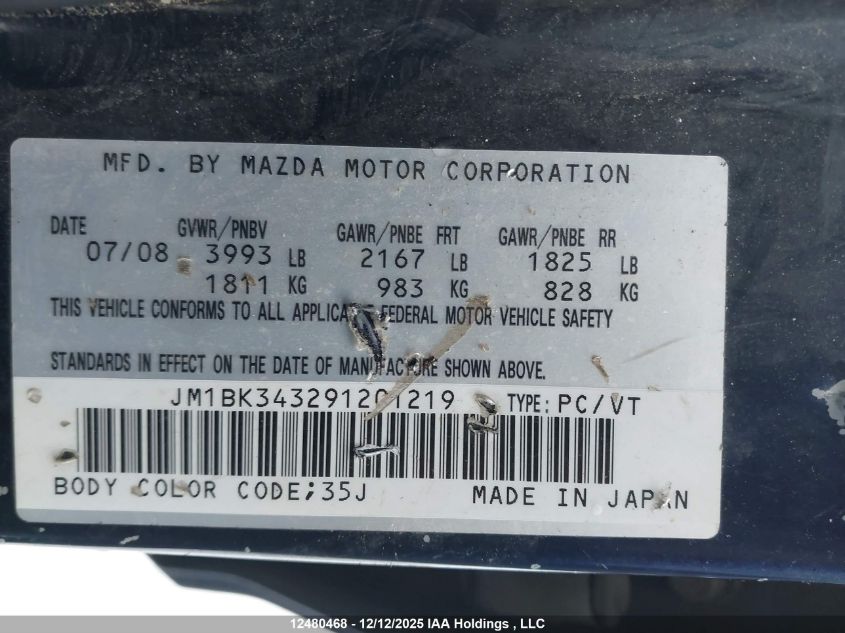 MFD. BY MAZDA MOTOR CORPORATION
DATE GVWR/PNBV GAWR/PNBE FRT GAWR/PNBE RR
07/08 3993 LB 2167 LB 1825 LB
1811 KG 983 KG 828 KG
THIS VEHICLE CONFORMS TO ALL FEDERAL MOTOR VEHICLE SAFETY
STANDARDS IN EFFECT ON THE DATE OF MANUFACTURE SHOWN ABOVE.
JM1BK343291201219 TYPE: PC/VT
BODY COLOR CODE;35J MADE IN JAPAN
12480468 - 12/12/2025 IAA Holdings , LLC